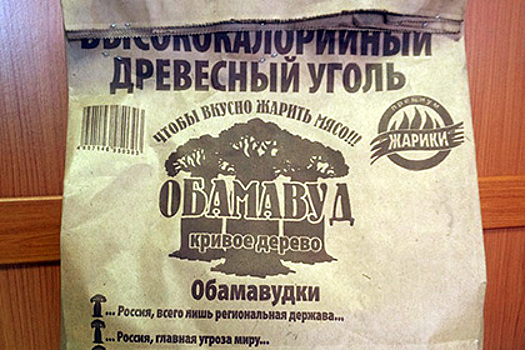 ВЫСОКОКАЛОРИЙНЫЙ
ДРЕВЕСНЫЙ УГОЛЬ
ЧТОБЫ ВКУСНО ЖАРИТЬ МЯСО!!!
ПРЕМИУМ
ЖАРИКИ
ОБАМАВУД
кривое дерево
Обамавудки
... Россия, всего лишь региональная держава...
... Россия, главная угроза миру...